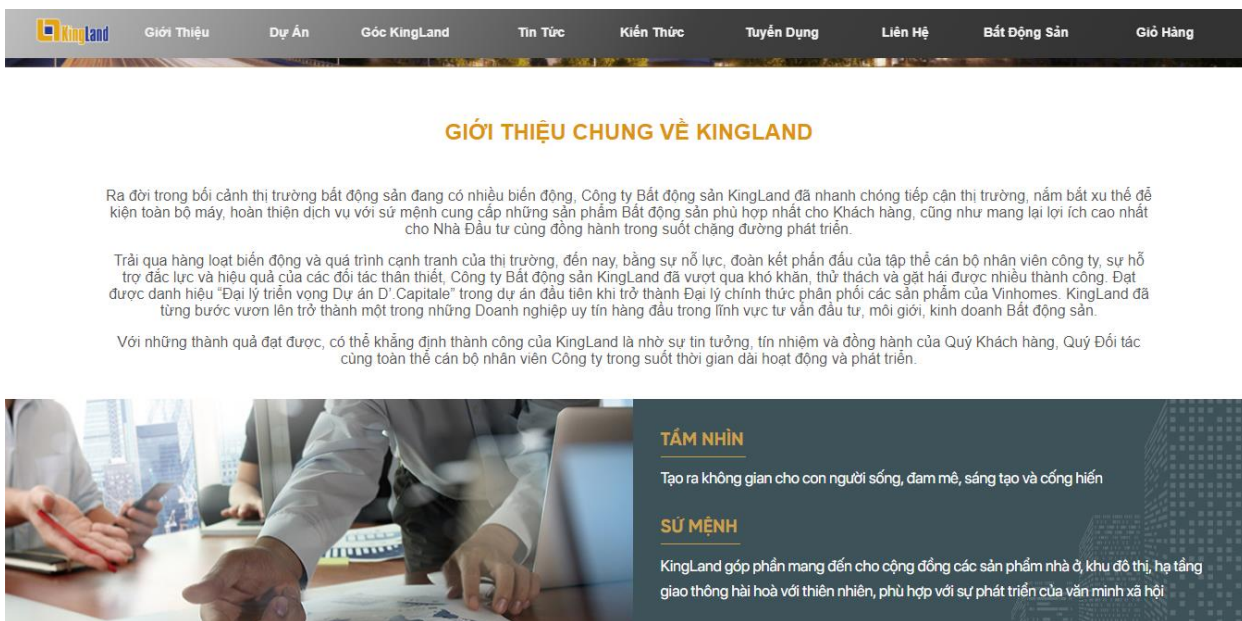 KingLand
Giới Thiệu Dự Án Góc KingLand Tin Tức Kiến Thức Tuyển Dụng Liên Hệ Bất Động Sản Giỏ Hàng
GIỚI THIỆU CHUNG VỀ KINGLAND
Ra đời trong bối cảnh thị trường bất động sản đang có nhiều biến động, Công ty Bất động sản KingLand đã nhanh chóng tiếp cận thị trường, nắm bắt xu thế để
kiện toàn bộ máy, hoàn thiện dịch vụ với sứ mệnh cung cấp những sản phẩm Bất động sản phù hợp nhất cho Khách hàng, cũng như mang lại lợi ích cao nhất
cho Nhà Đầu tư cùng đồng hành trong suốt chặng đường phát triển.
Trải qua hàng loạt biến động và quá trình cạnh tranh của thị trường, đến nay, bằng sự nỗ lực, đoàn kết phấn đấu của tập thể cán bộ nhân viên công ty, sự hỗ
trợ đắc lực và hiệu quả của các đối tác thân thiết, Công ty Bất động sản KingLand đã vượt qua khó khăn, thử thách và gặt hái được nhiều thành công. Đạt
được danh hiệu “Đại lý triển vọng Dự án D’.Capitale” trong dự án đầu tiên khi trở thành Đại lý chính thức phân phối các sản phẩm của Vinhomes. KingLand đã
từng bước vươn lên trở thành một trong những Doanh nghiệp uy tín hàng đầu trong lĩnh vực tư vấn đầu tư, môi giới, kinh doanh Bất động sản.
Với những thành quả đạt được, có thể khẳng định thành công của KingLand là nhờ sự tin tưởng, tín nhiệm và đồng hành của Quý Khách hàng, Quý Đối tác
cùng toàn thể cán bộ nhân viên Công ty trong suốt thời gian dài hoạt động và phát triển.
TẦM NHÌN
Tạo ra không gian cho con người sống, đam mê, sáng tạo và cống hiến
SỨ MỆNH
KingLand góp phần mang đến cho cộng đồng các sản phẩm nhà ở, khu đô thị, hạ tầng
giao thông hài hoà với thiên nhiên, phù hợp với sự phát triển của văn minh xã hội